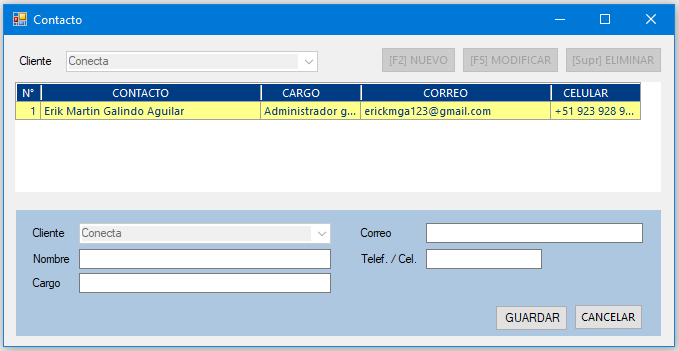 Contacto
Cliente Conecta [F2] NUEVO [F5] MODIFICAR [Supr] ELIMINAR
N° CONTACTO CARGO CORREO CELULAR
1 Erik Martin Galindo Aguilar Administrador g... erickmga123@gmail.com +51 923 928 9...
Cliente Conecta Correo
Nombre Telef. / Cel.
Cargo
GUARDAR CANCELAR